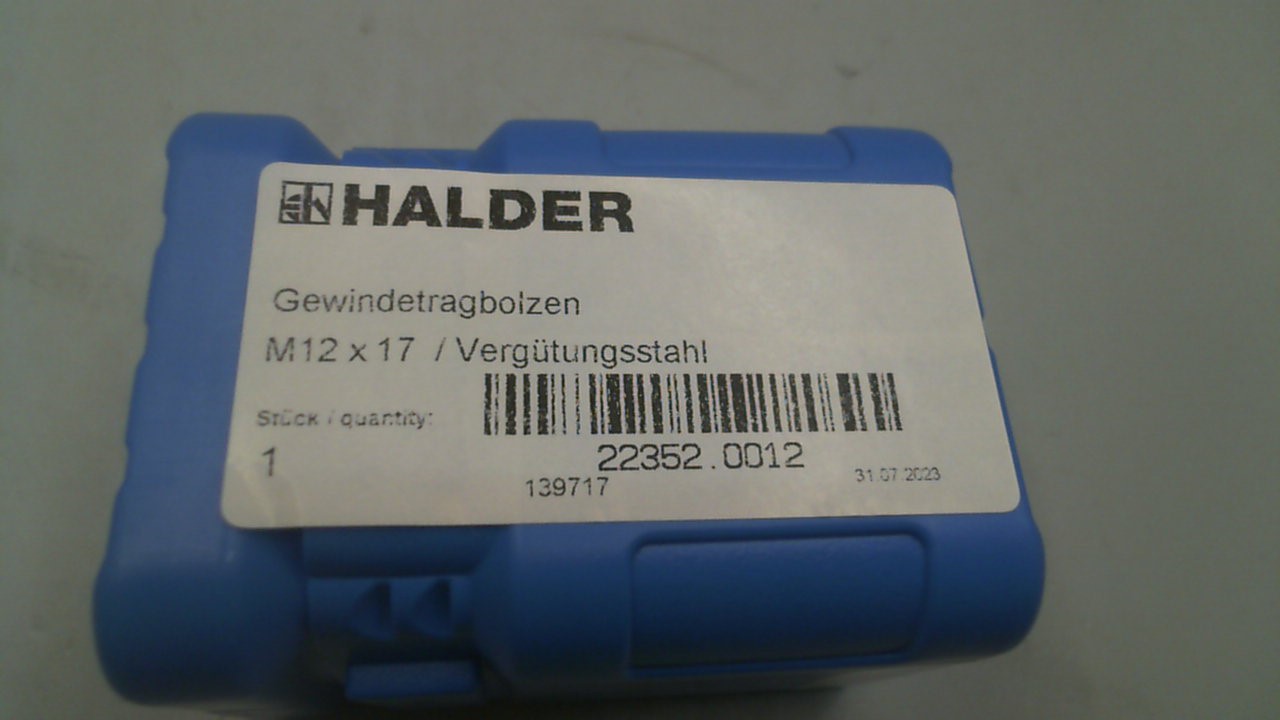 HALDER
Gewindetragbolzen
M12 x 17 / Vergütungsstahl
Stück / quantity:
1
22352.0012
139717
31.07.2023